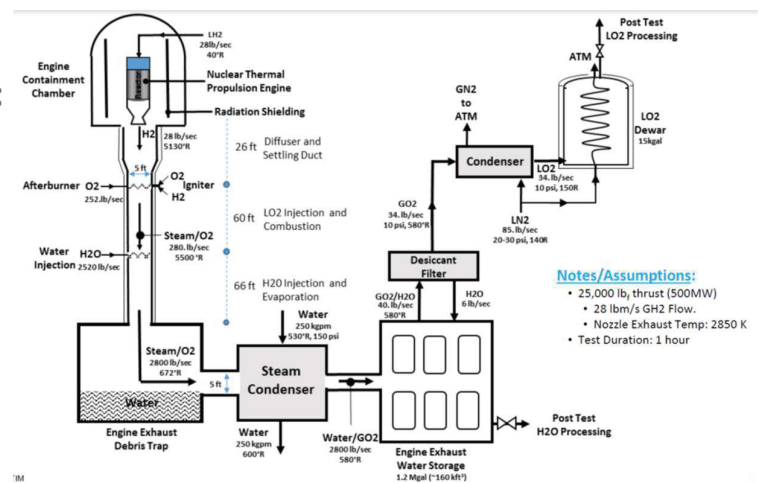 LH2
28lb/sec
40°R
Engine
Containment
Chamber
Reactor
Nuclear Thermal
Propulsion Engine
Radiation Shielding
H2
28 lb/sec
5130°R
26 ft
Diffuser and
Settling Duct
5 ft
Afterburner
O2
252.lb/sec
O2
Igniter
H2
60 ft
LO2 Injection and
Combustion
Steam/O2
280. lb/sec
5500 °R
Water
Injection
H2O
2520 lb/sec
66 ft
H2O Injection and
Evaporation
Steam/O2
2800 lb/sec
672°R
Water
Engine Exhaust
Debris Trap
5 ft
Water
250 kgpm
530°R, 150 psi
Steam
Condenser
Water
250 kgpm
600°R
Water/GO2
2800 lb/sec
580°R
Engine Exhaust
Water Storage
1.2 Mgal (~160 kft³)
GO2/H2O
40. lb/sec
580°R
H2O
6 lb/sec
Desiccant
Filter
GO2
34. lb/sec
10 psi, 580°R
GN2
to
ATM
Condenser
LO2
34. lb/sec
10 psi, 150R
LN2
85. lb/sec
20-30 psi, 140R
ATM
Post Test
LO2 Processing
LO2
Dewar
15kgal
Post Test
H2O Processing
Notes/Assumptions:
• 25,000 lbf thrust (500MW)
• 28 lbm/s GH2 Flow.
• Nozzle Exhaust Temp: 2850 K
• Test Duration: 1 hour
TIM